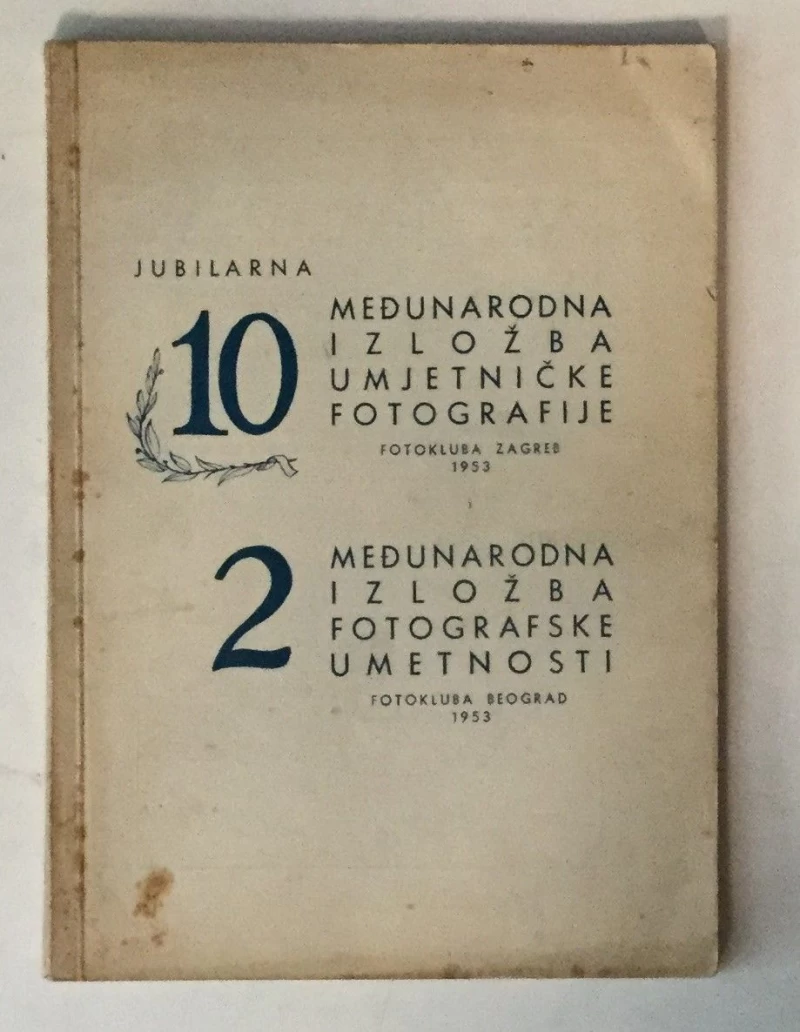 JUBILARNA
10
MEĐUNARODNA
IZLOŽBA
UMJETNIČKE
FOTOGRAFIJE
FOTOKLUBA ZAGREB
1953
2
MEĐUNARODNA
IZLOŽBA
FOTOGRAFSKE
UMETNOSTI
FOTOKLUBA BEOGRAD
1953